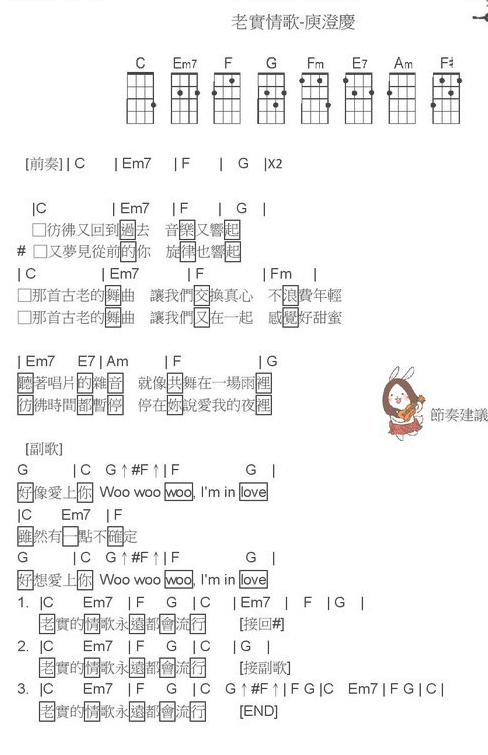 老實情歌-庾澄慶
C Em7 F G Fm E7 Am F#
[前奏] | C | Em7 | F | G |X2
|C | Em7 | F | G |
□彷彿又回到過去 音樂又響起
# □又夢見從前的你 旋律也響起
| C | Em7 | F | Fm |
□那首古老的舞曲 讓我們交換真心 不浪費年輕
□那首古老的舞曲 讓我們又在一起 感覺好甜蜜
| Em7 E7 | Am | F | G
聽著唱片的雜音 就像共舞在一場雨裡
彷彿時間都暫停 停在妳說愛我的夜裡
節奏建議
[副歌]
G | C G↑#F↑| F G |
好像愛上你 Woo woo woo, I'm in love
|C Em7 | F
雖然有一點不確定
G | C G↑#F↑| F G |
好想愛上你 Woo woo woo, I'm in love
1. |C Em7 | F G | C | Em7 | F | G |
老實的情歌永遠都會流行 [接回#]
2. |C Em7 | F G | C | G |
老實的情歌永遠都會流行 [接副歌]
3. |C Em7 | F G | C G↑#F↑| F G |C Em7 | F G | C |
老實的情歌永遠都會流行 [END]